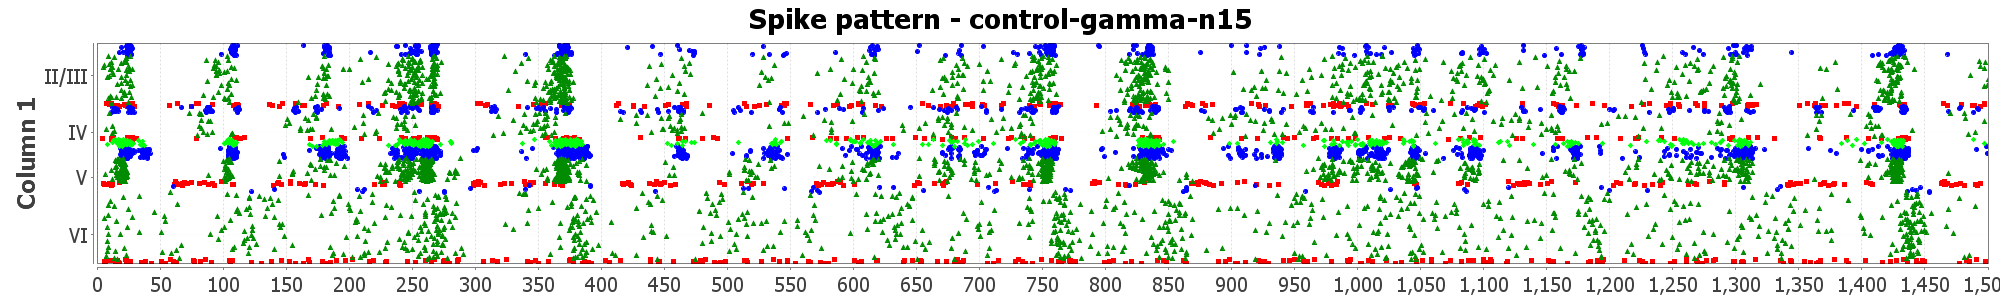 Spike pattern - control-gamma-n15
Column 1
II/III
IV
V
VI
0 50 100 150 200 250 300 350 400 450 500 550 600 650 700 750 800 850 900 950 1,000 1,050 1,100 1,150 1,200 1,250 1,300 1,350 1,400 1,450 1,50